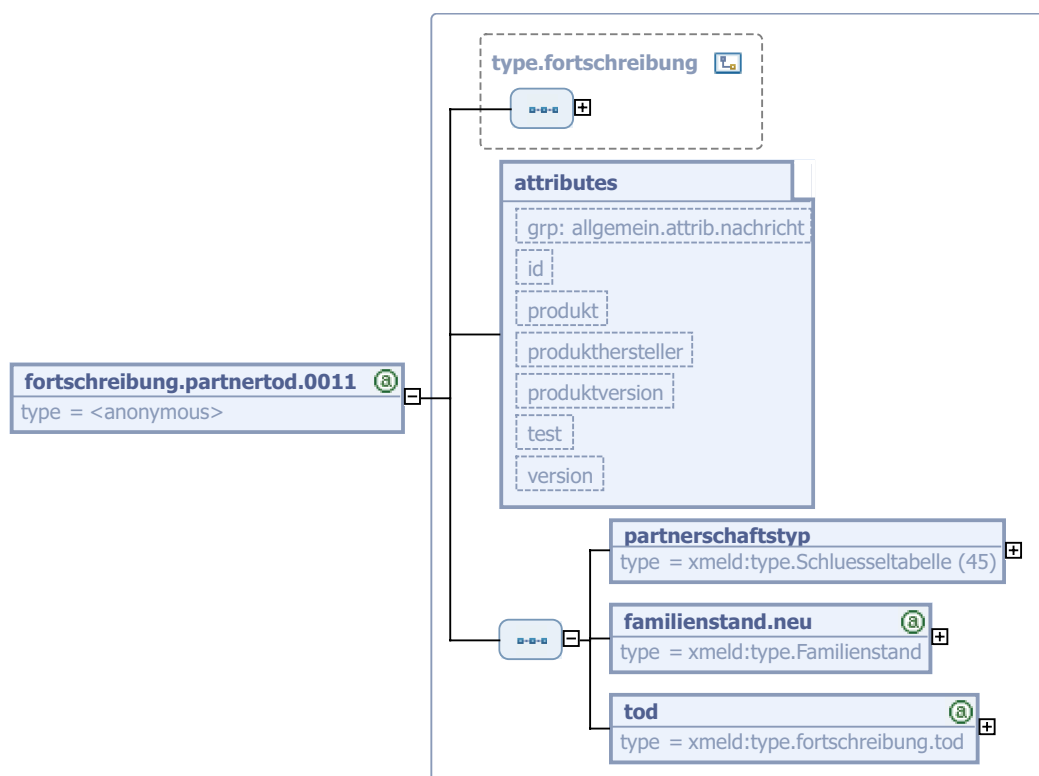 type.fortschreibung
attributes
grp: allgemein.attrib.nachricht
id
produkt
produkthersteller
produktversion
test
version
fortschreibung.partnertod.0011
type = <anonymous>
partnerschaftstyp
type = xmeld:type.Schluesseltabelle (45)
familienstand.neu
type = xmeld:type.Familienstand
tod
type = xmeld:type.fortschreibung.tod